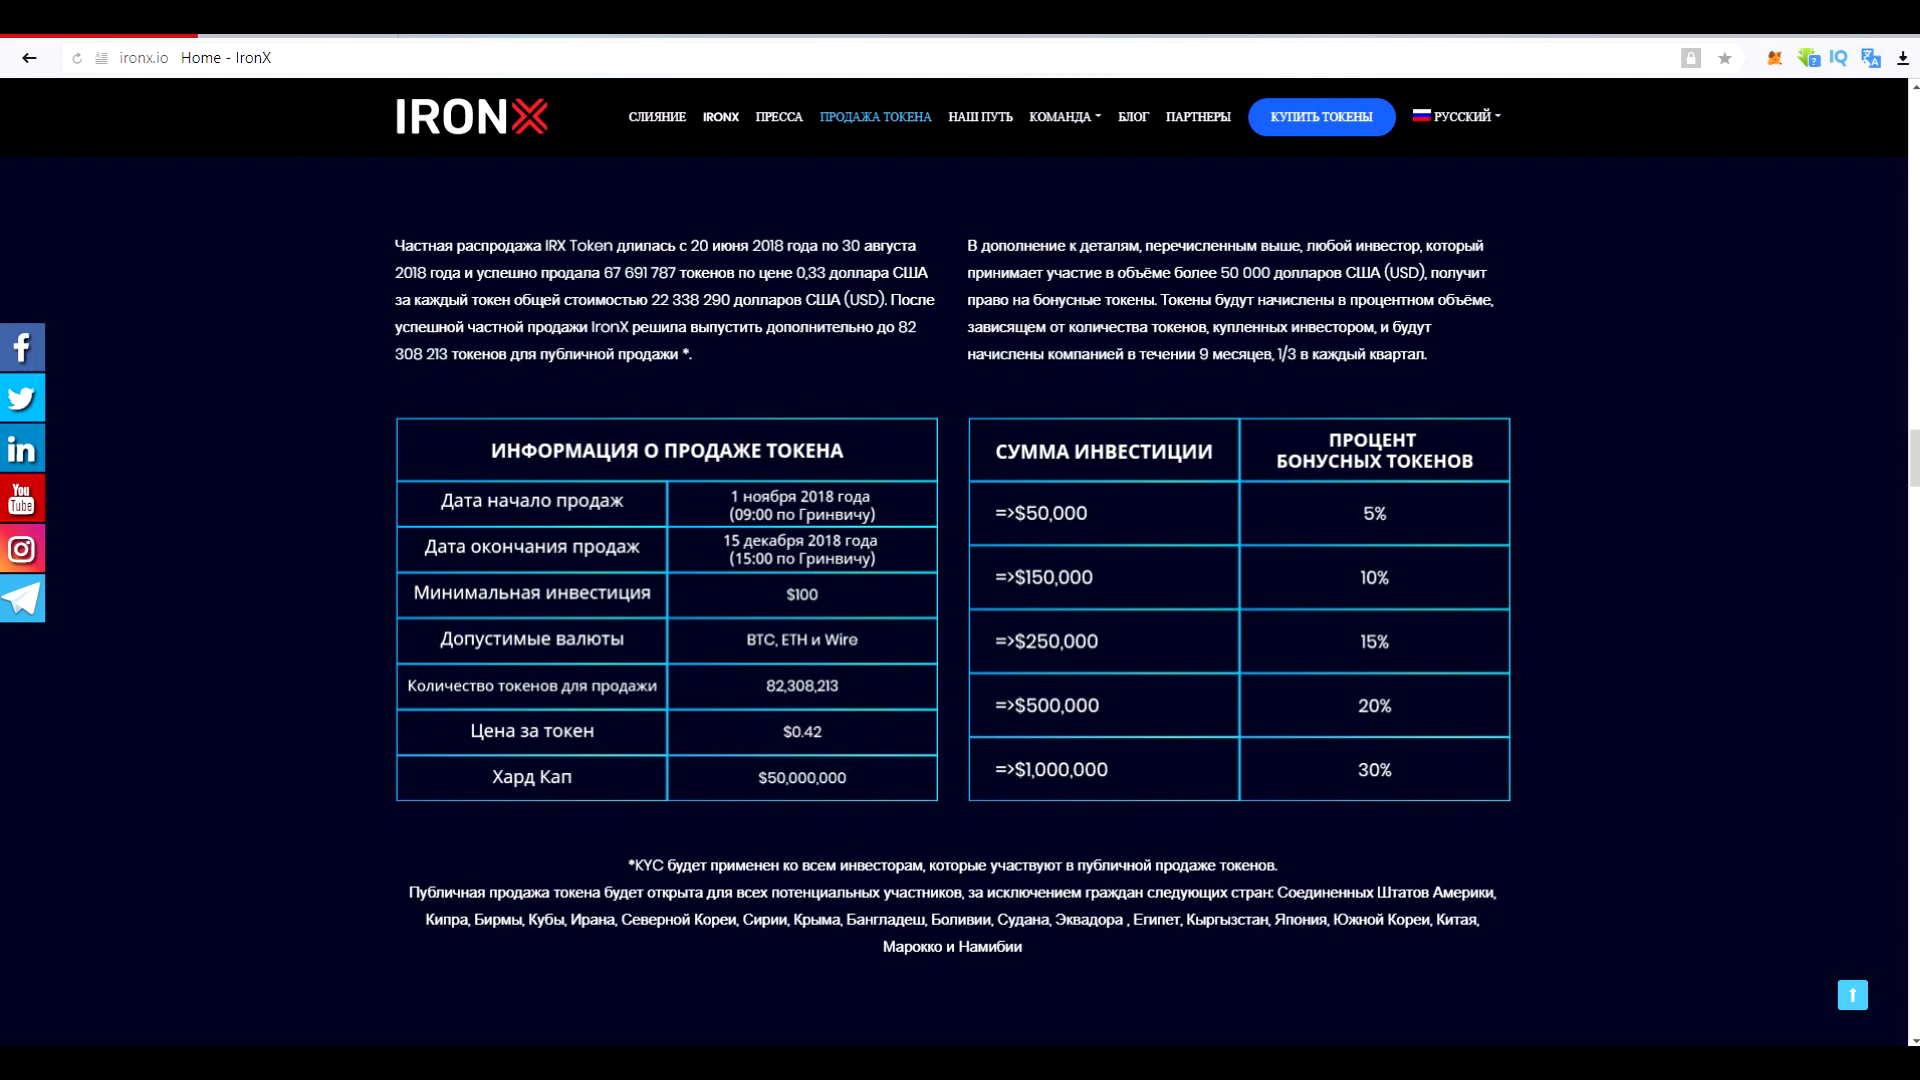 ironx.io Home - IronX
IQ
IRONX
СЛИЯНИЕ IRONX ПРЕССА ПРОДАЖА ТОКЕНА НАШ ПУТЬ КОМАНДА БЛОГ ПАРТНЕРЫ КУПИТЬ ТОКЕНЫ РУССКИЙ
Частная распродажа IRX Token длилась с 20 июня 2018 года по 30 августа
2018 года и успешно продала 67 691 787 токенов по цене 0,33 доллара США
за каждый токен общей стоимостью 22 338 290 долларов США (USD). После
успешной частной продажи IronX решила выпустить дополнительно до 82
308 213 токенов для публичной продажи *.
В дополнение к деталям, перечисленным выше, любой инвестор, который
принимает участие в объёме более 50 000 долларов США (USD), получит
право на бонусные токены. Токены будут начислены в процентном объёме,
зависящем от количества токенов, купленных инвестором, и будут
начислены компанией в течении 9 месяцев, 1/3 в каждый квартал.
You
Tube
ИНФОРМАЦИЯ О ПРОДАЖЕ ТОКЕНА
Дата начало продаж 1 ноября 2018 года
(09:00 по Гринвичу)
Дата окончания продаж 15 декабря 2018 года
(15:00 по Гринвичу)
Минимальная инвестиция $100
Допустимые валюты BTC, ETH и Wire
Количество токенов для продажи 82,308,213
Цена за токен $0.42
Хард Кап $50,000,000
СУММА ИНВЕСТИЦИИ ПРОЦЕНТ
БОНУСНЫХ ТОКЕНОВ
=>$50,000 5%
=>$150,000 10%
=>$250,000 15%
=>$500,000 20%
=>$1,000,000 30%
*KYC будет применен ко всем инвесторам, которые участвуют в публичной продаже токенов.
Публичная продажа токена будет открыта для всех потенциальных участников, за исключением граждан следующих стран: Соединенных Штатов Америки,
Кипра, Бирмы, Кубы, Ирана, Северной Кореи, Сирии, Крыма, Бангладеш, Боливии, Судана, Эквадора , Египет, Кыргызстан, Япония, Южной Кореи, Китая,
Марокко и Намибии